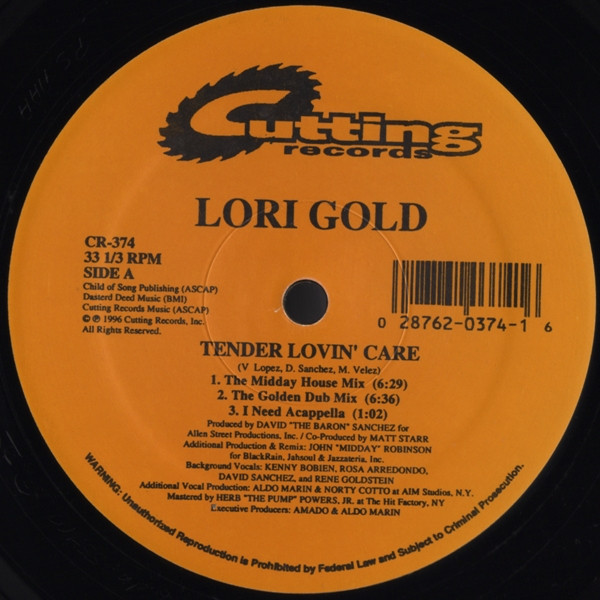 Cutting
records
LORI GOLD
CR-374
33 1/3 RPM
SIDE A
Child of Song Publishing (ASCAP)
Dasterd Deed Music (BMI)
Cutting Records Music (ASCAP)
© ℗ 1996 Cutting Records, Inc.
All Rights Reserved.
0 28762-0374-1 6
TENDER LOVIN' CARE
(V Lopez, D. Sanchez, M. Velez)
1. The Midday House Mix (6:29)
2. The Golden Dub Mix (6:36)
3. I Need Acappella (1:02)
Produced by DAVID "THE BARON" SANCHEZ for
Allen Street Productions, Inc. / Co-Produced by MATT STARR
Additional Production & Remix: JOHN "MIDDAY" ROBINSON
for BlackRain, Jahsoul & Jazzateria, Inc.
Background Vocals: KENNY BOBIEN, ROSA ARREDONDO,
DAVID SANCHEZ, and RENE GOLDSTEIN
Additional Vocal Production: ALDO MARIN & NORTY COTTO at AIM Studios, N.Y.
Mastered by HERB "THE PUMP" POWERS, JR. at The Hit Factory, NY
Executive Producers: AMADO & ALDO MARIN
WARNING: Unauthorized Reproduction is Prohibited by Federal Law and Subject to Criminal Prosecution.